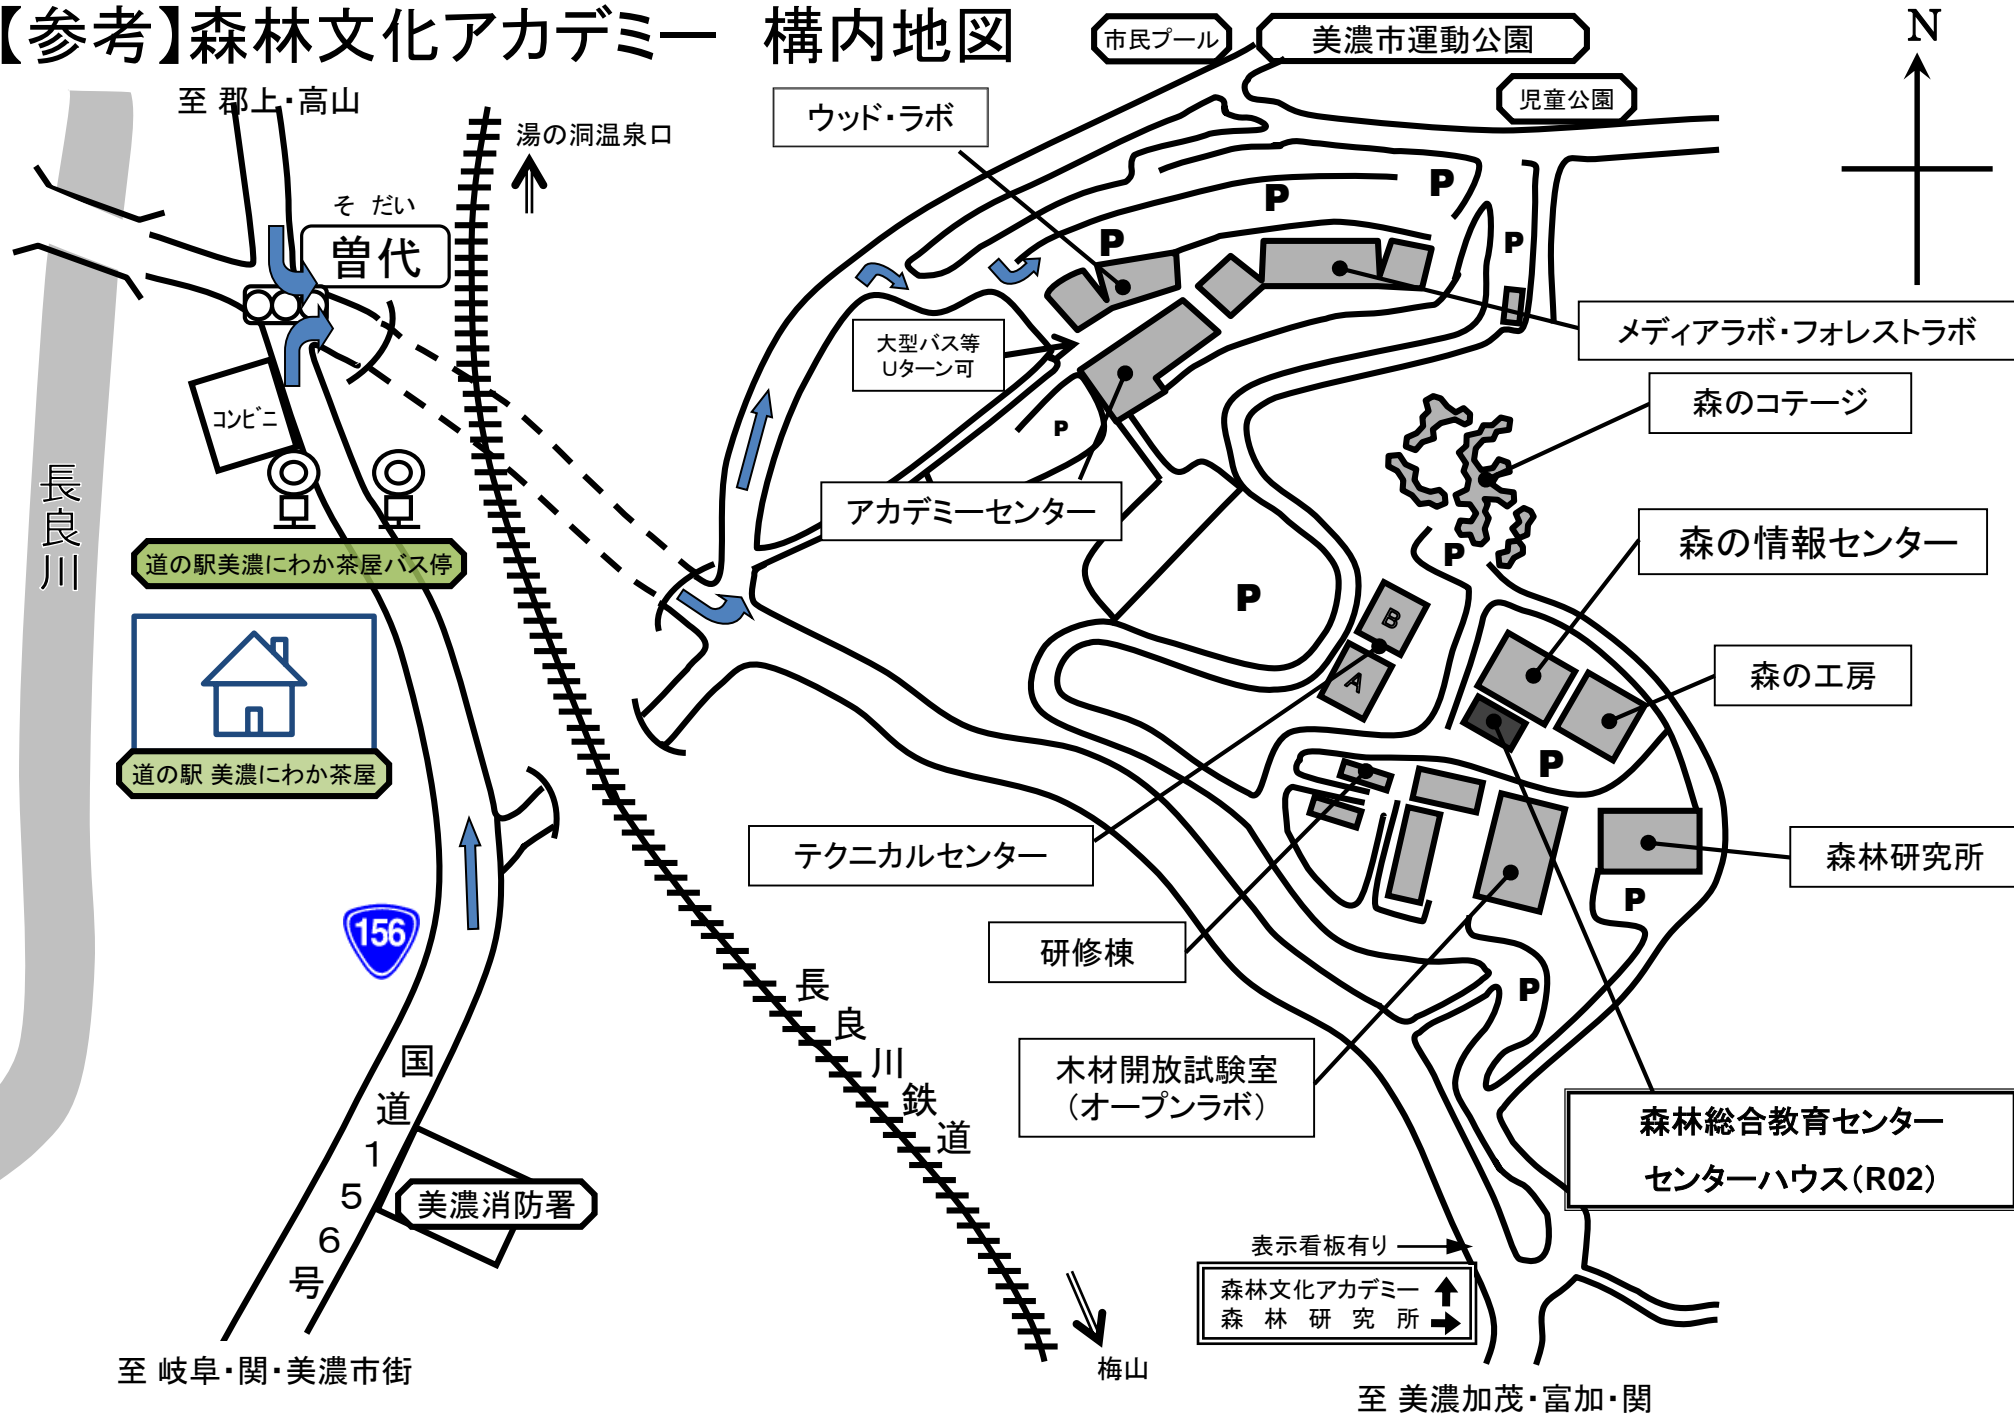 【参考】森林文化アカデミー 構内地図
市民プール
美濃市運動公園
N
児童公園
至 郡上・高山
湯の洞温泉口
ウッド・ラボ
P
P
P
P
そ だい
曽代
大型バス等
Uターン可
メディアラボ・フォレストラボ
コンビニ
P
森のコテージ
長良川
アカデミーセンター
森の情報センター
P
道の駅美濃にわか茶屋バス停
P
B
A
森の工房
道の駅 美濃にわか茶屋
P
テクニカルセンター
森林研究所
P
156
研修棟
P
長良川鉄道
国道156号
木材開放試験室
（オープンラボ）
森林総合教育センター
センターハウス（R02）
美濃消防署
表示看板有り
森林文化アカデミー
森 林 研 究 所
梅山
至 岐阜・関・美濃市街
至 美濃加茂・富加・関